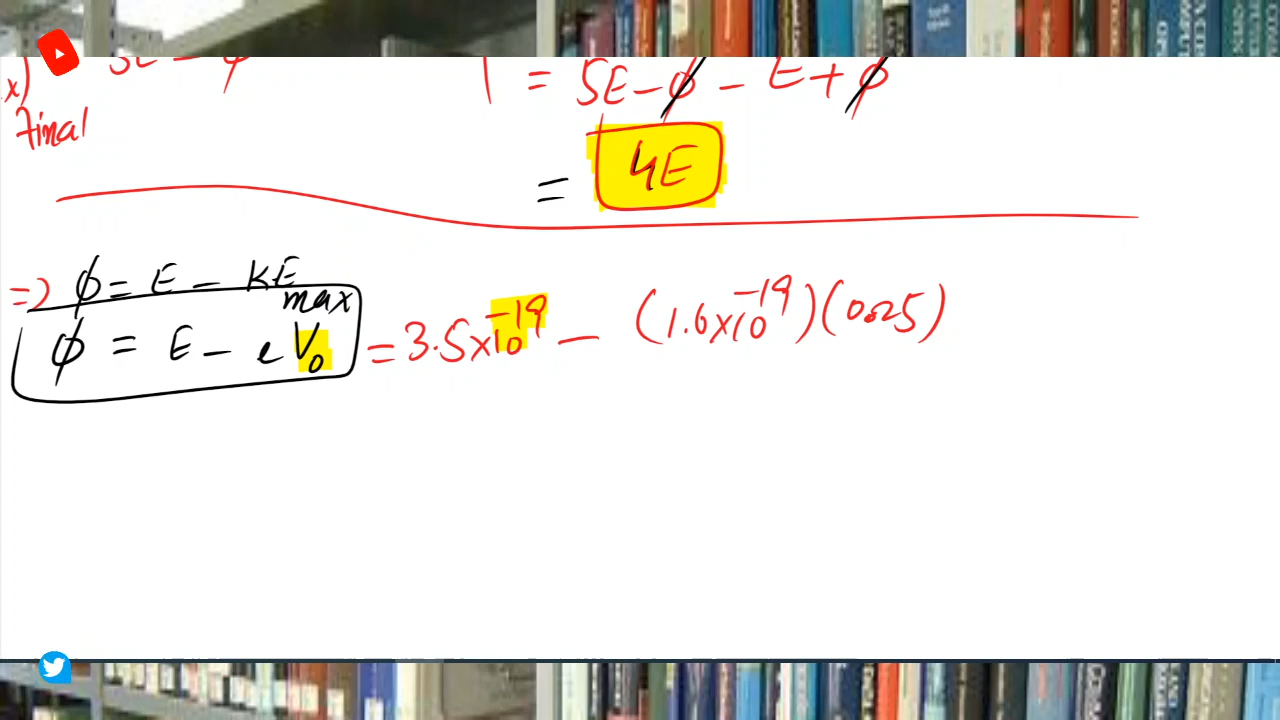 x) 5E - ϕ
1 = 5E - ϕ - E + ϕ
final
= 4E
=> ϕ = E - KE max
ϕ = E - eV₀ = 3.5×10⁻¹⁹ - (1.6×10⁻¹⁹)(0.25)